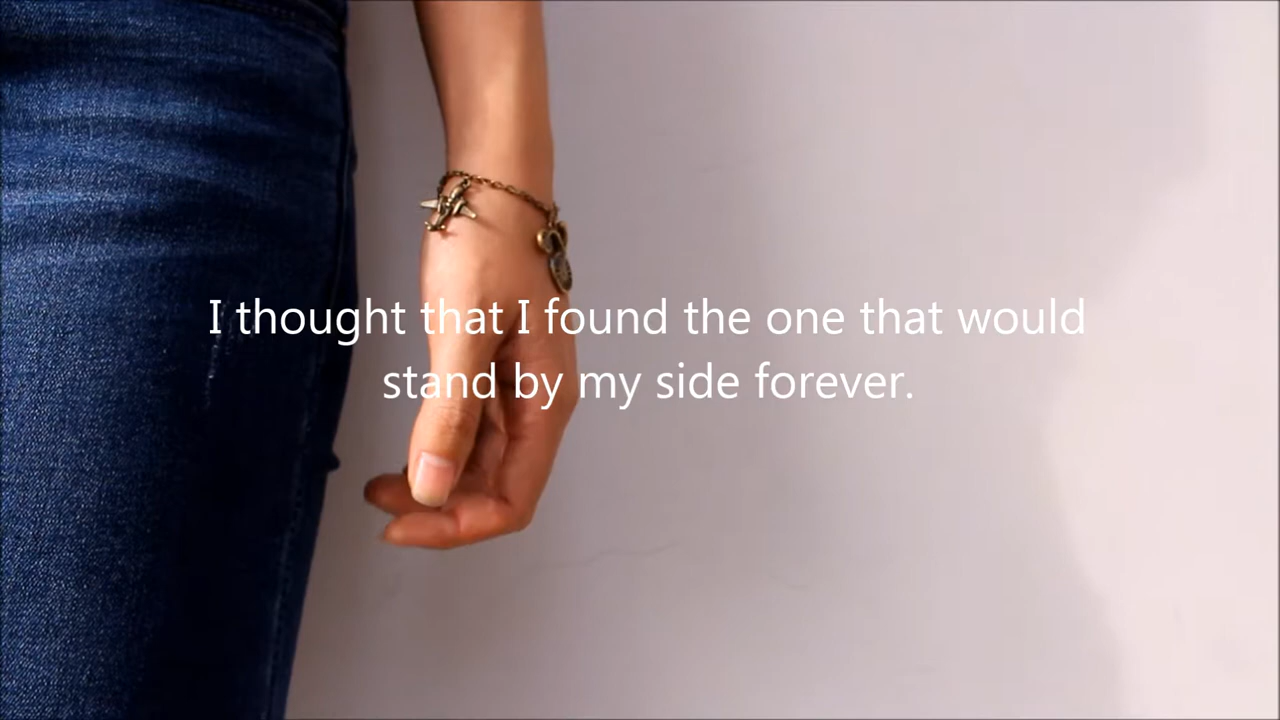 I thought that I found the one that would
stand by my side forever.